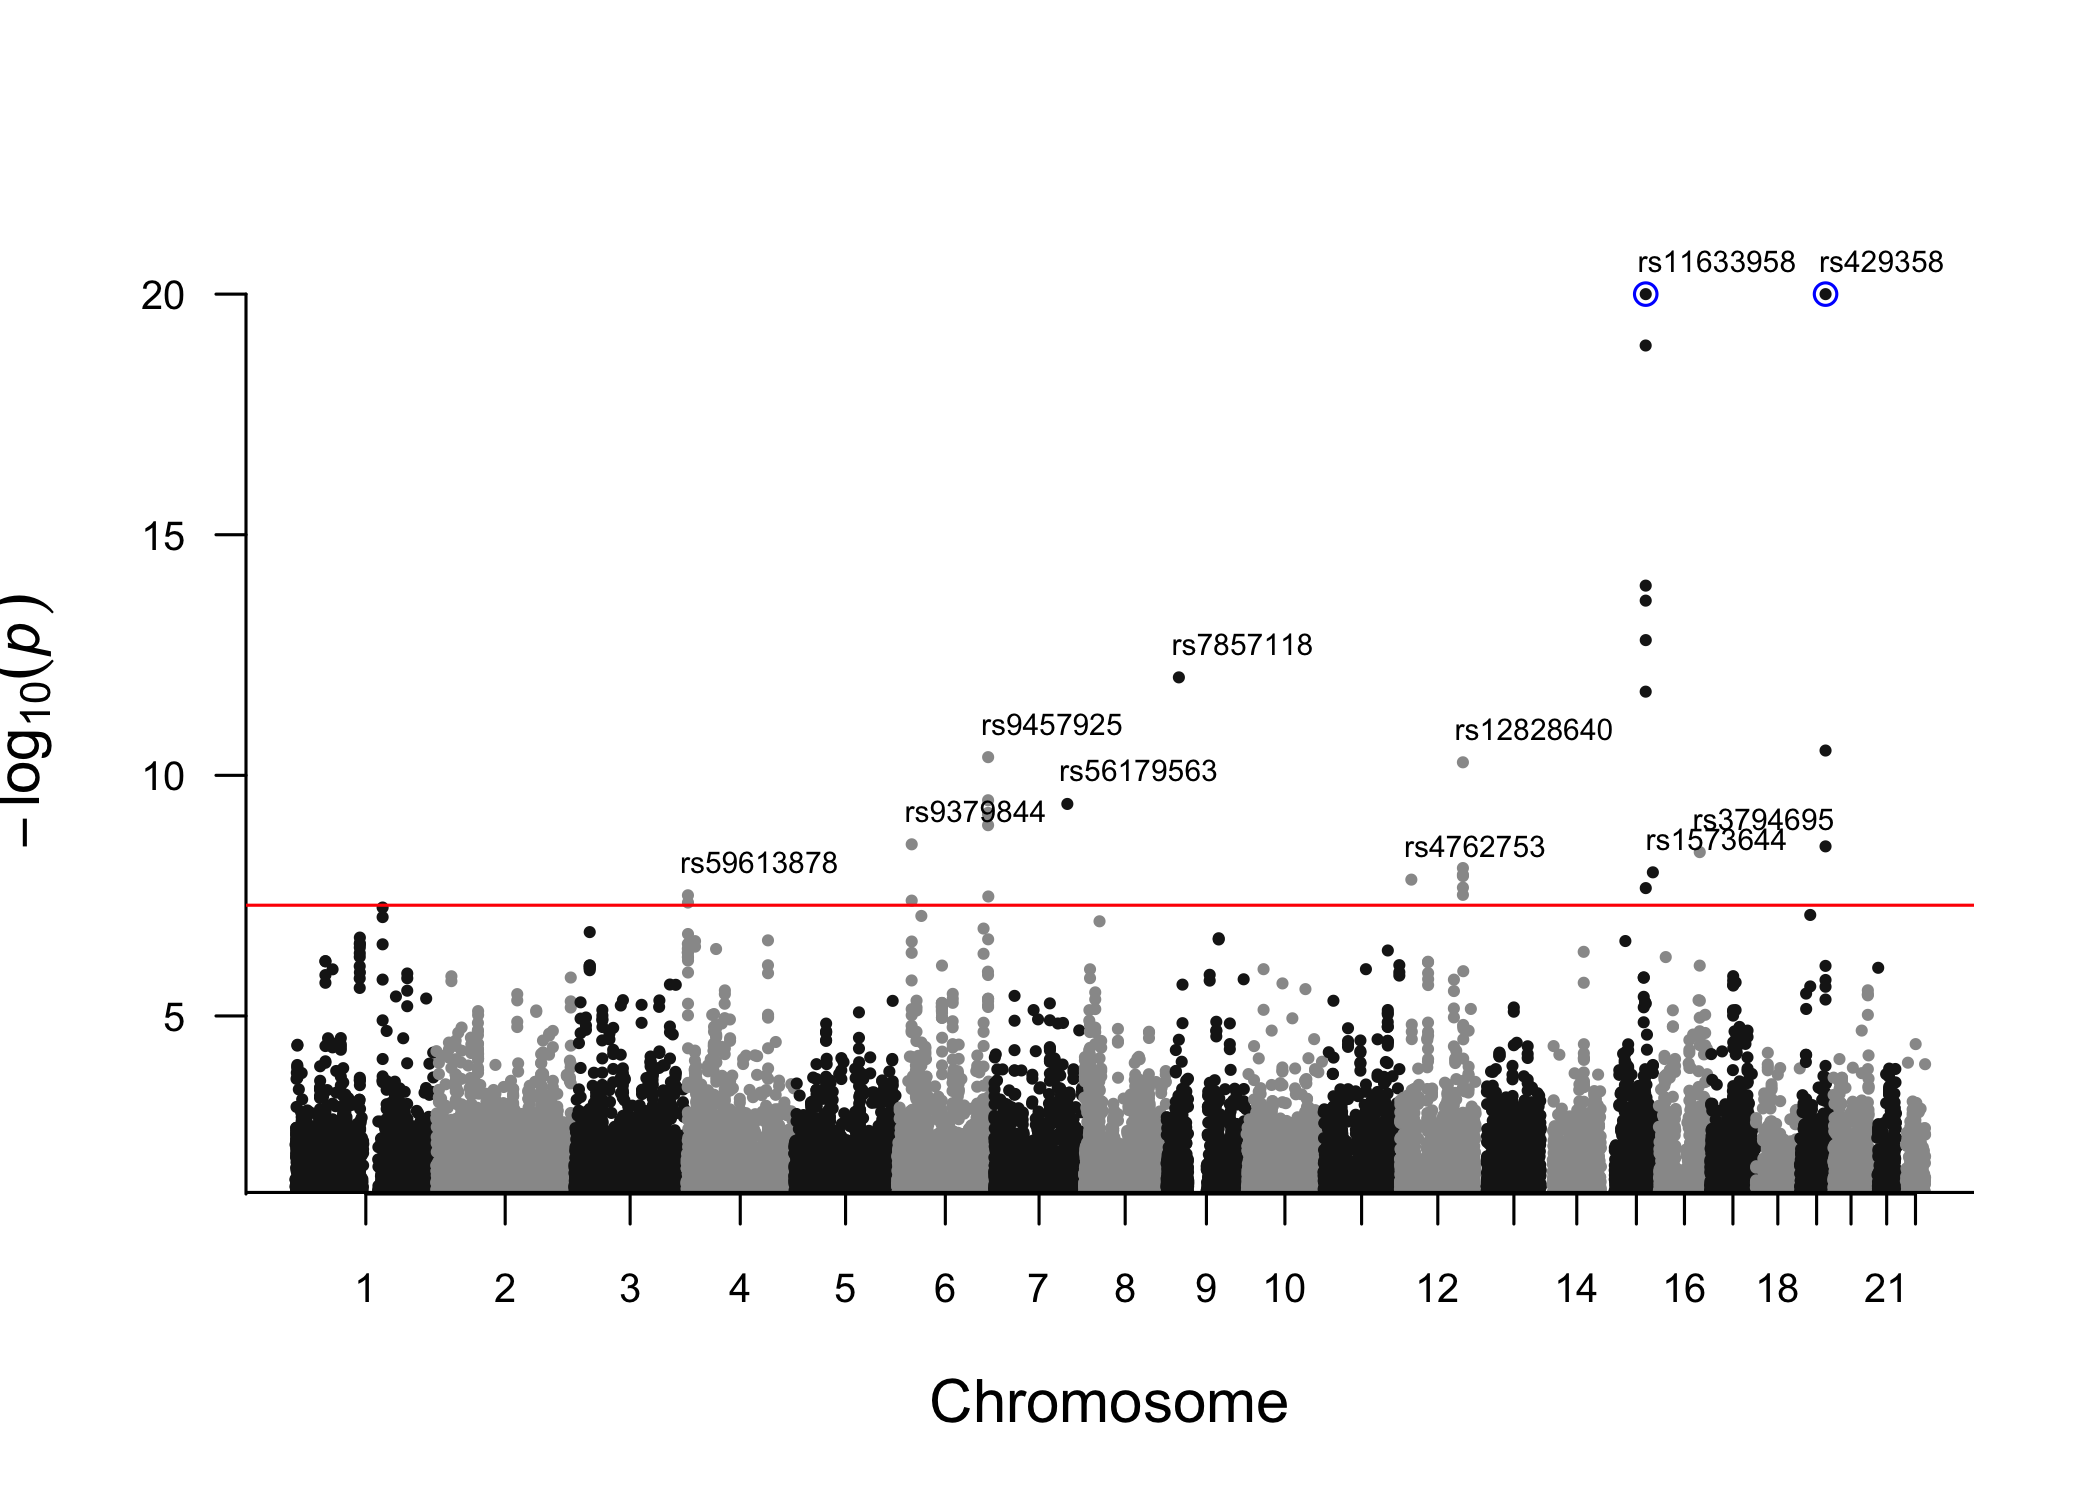 rs11633958 rs429358
20
15
rs7857118
rs9457925
rs12828640
rs56179563
10
rs9379844
rs3794695
rs1573644
rs4762753
rs59613878
5
−log10(p)
1 2 3 4 5 6 7 8 9 10 12 14 16 18 21
Chromosome